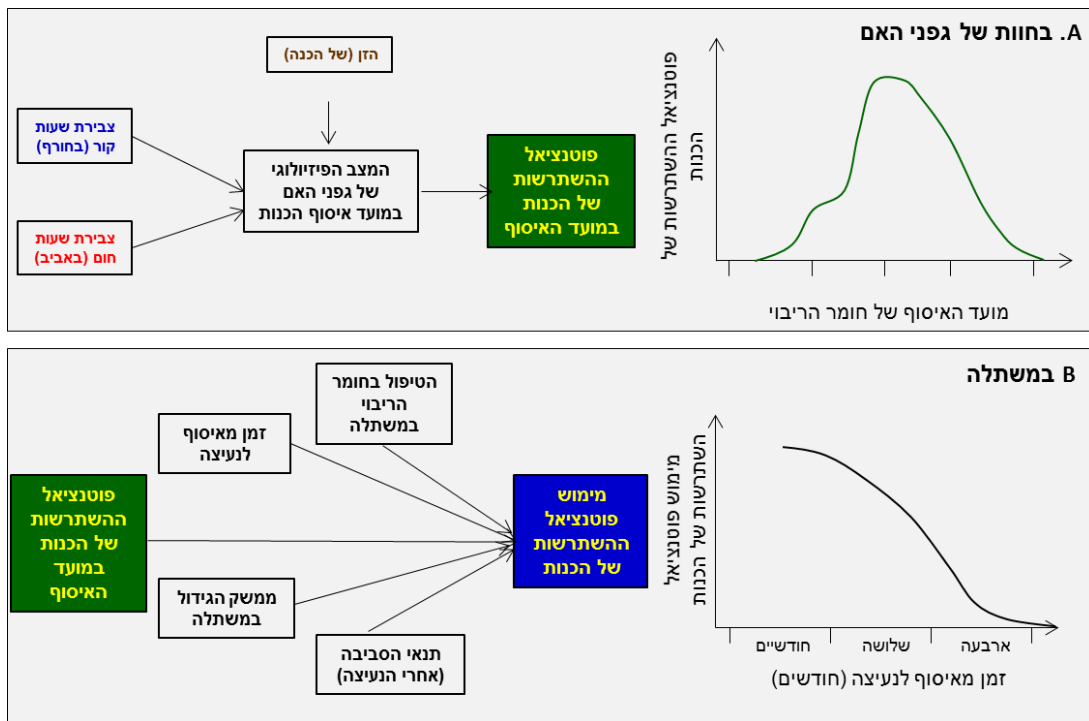 A. בחוות של גפני האם
הזן (של הכנה)
צבירת שעות
קור (בחורף)
צבירת שעות
חום (באביב)
המצב הפיזיולוגי
של גפני האם
במועד איסוף הכנות
פוטנציאל
ההשתרשות
של הכנות
במועד האיסוף
פוטנציאל ההשתרשות של
הכנות
מועד האיסוף של חומר הריבוי
B במשתלה
הטיפול בחומר
הריבוי
במשתלה
זמן מאיסוף
לנעיצה
פוטנציאל
ההשתרשות
של הכנות
במועד
האיסוף
ממשק הגידול
במשתלה
תנאי הסביבה
(אחרי הנעיצה)
מימוש
פוטנציאל
ההשתרשות
של הכנות
מימוש פוטנציאל
השתרשות של הכנות
חודשיים
שלושה
ארבעה
זמן מאיסוף לנעיצה (חודשים)